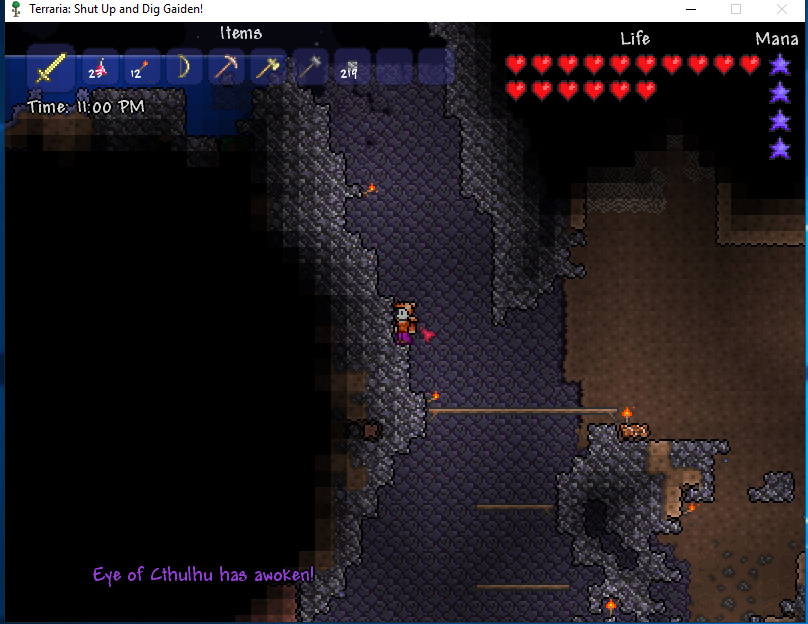 Terraria: Shut Up and Dig Gaiden!
Items
Life
Mana
23
12
219
Time: 11:00 PM
Eye of Cthulhu has awoken!